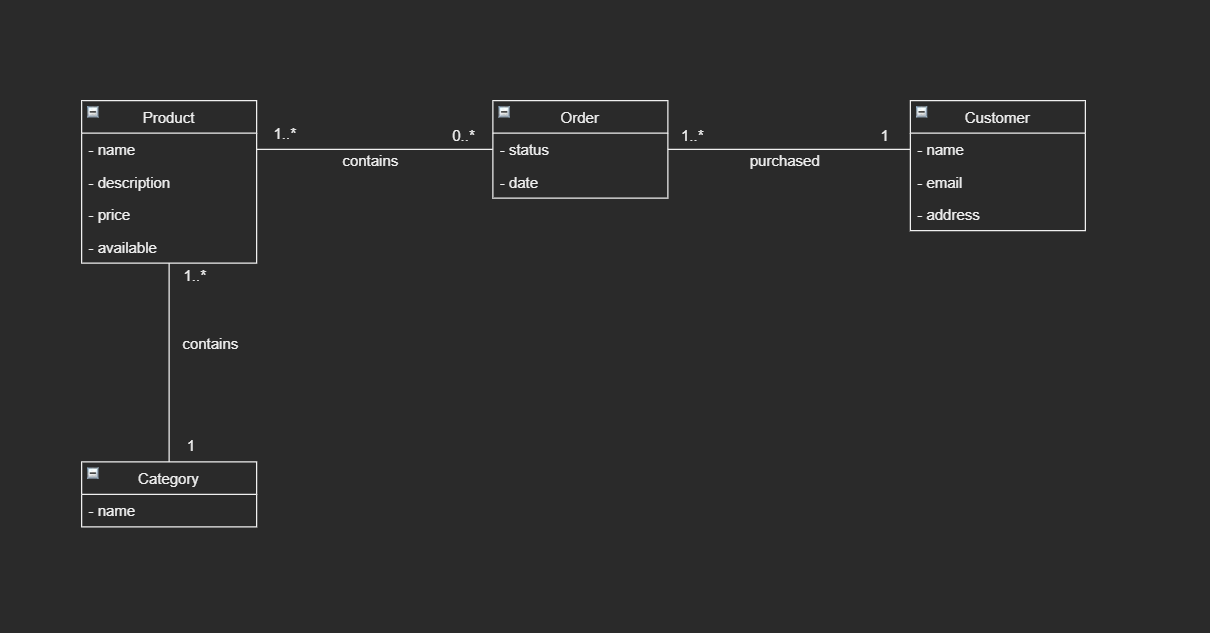 Product
- name
- description
- price
- available
1..*
contains
0..*
Order
- status
- date
1..*
purchased
1
Customer
- name
- email
- address
1..*
contains
1
Category
- name